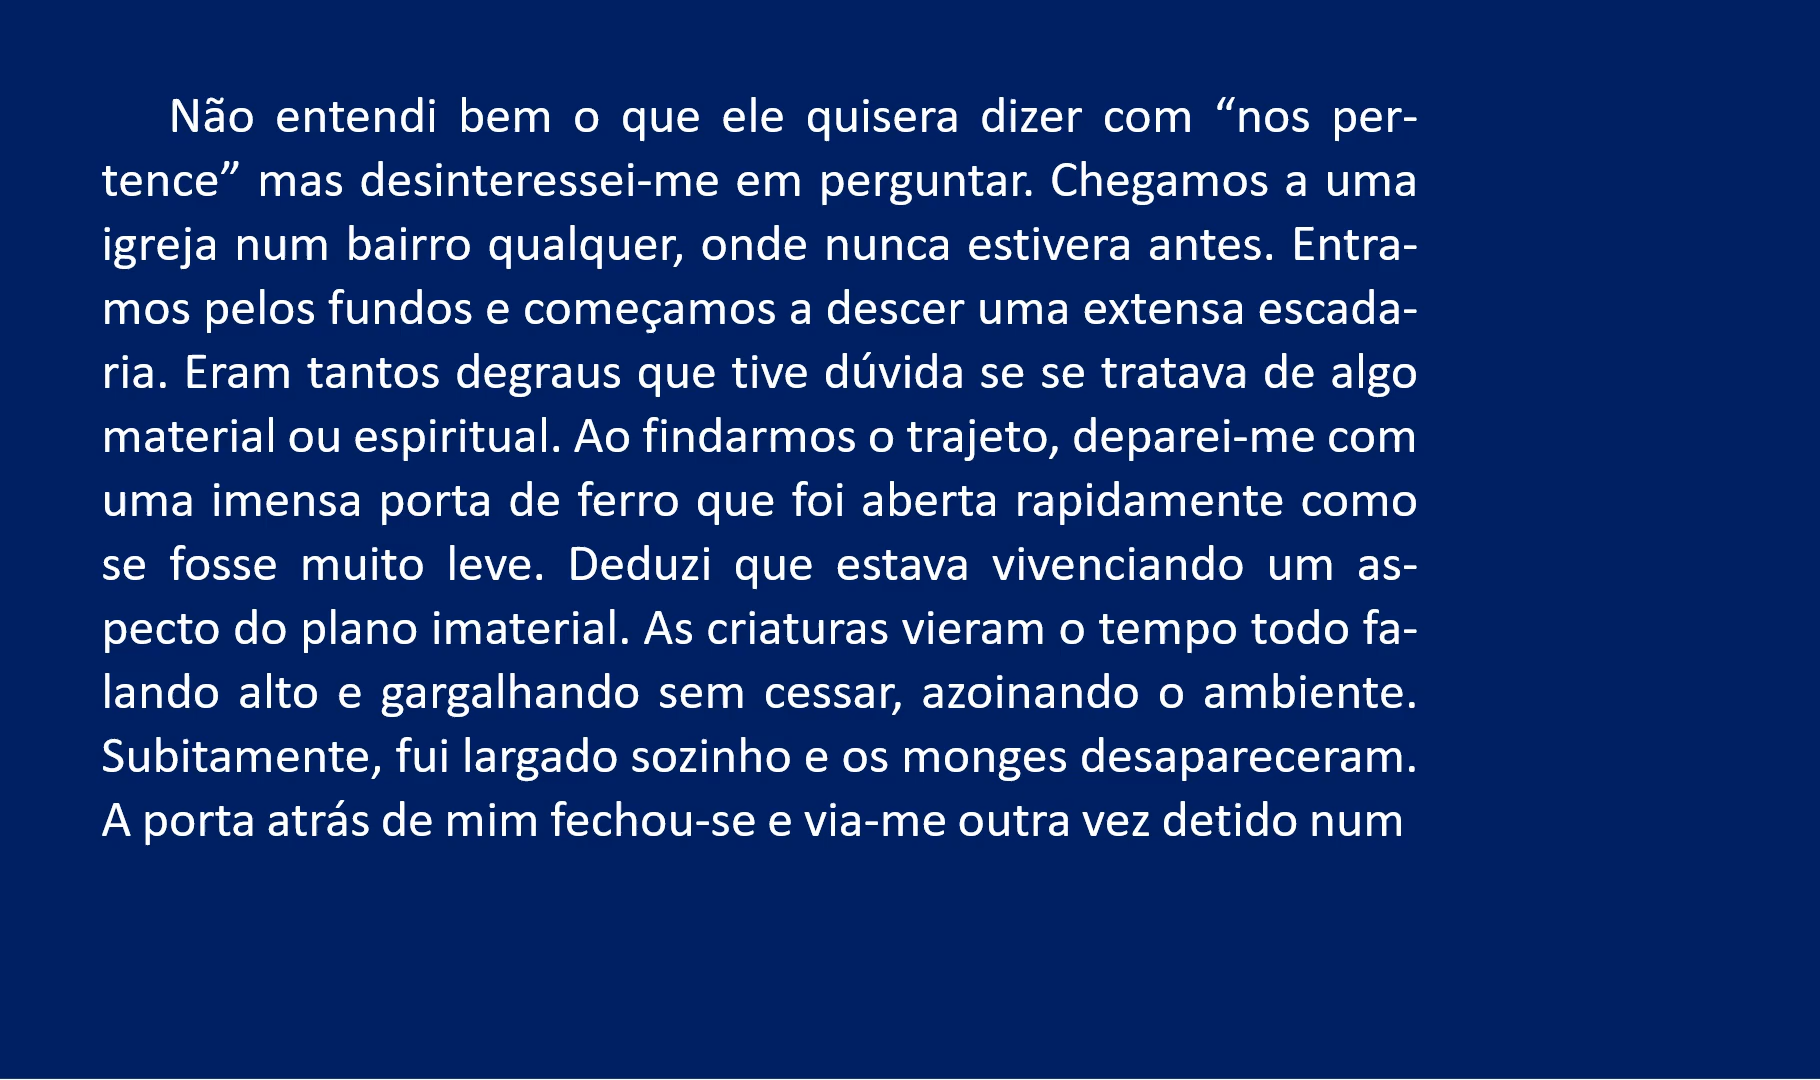 Não entendi bem o que ele quisera dizer com “nos per-
tence” mas desinteressei-me em perguntar. Chegamos a uma
igreja num bairro qualquer, onde nunca estivera antes. Entra-
mos pelos fundos e começamos a descer uma extensa escada-
ria. Eram tantos degraus que tive dúvida se se tratava de algo
material ou espiritual. Ao findarmos o trajeto, deparei-me com
uma imensa porta de ferro que foi aberta rapidamente como
se fosse muito leve. Deduzi que estava vivenciando um as-
pecto do plano imaterial. As criaturas vieram o tempo todo fa-
lando alto e gargalhando sem cessar, azoinando o ambiente.
Subitamente, fui largado sozinho e os monges desapareceram.
A porta atrás de mim fechou-se e via-me outra vez detido num